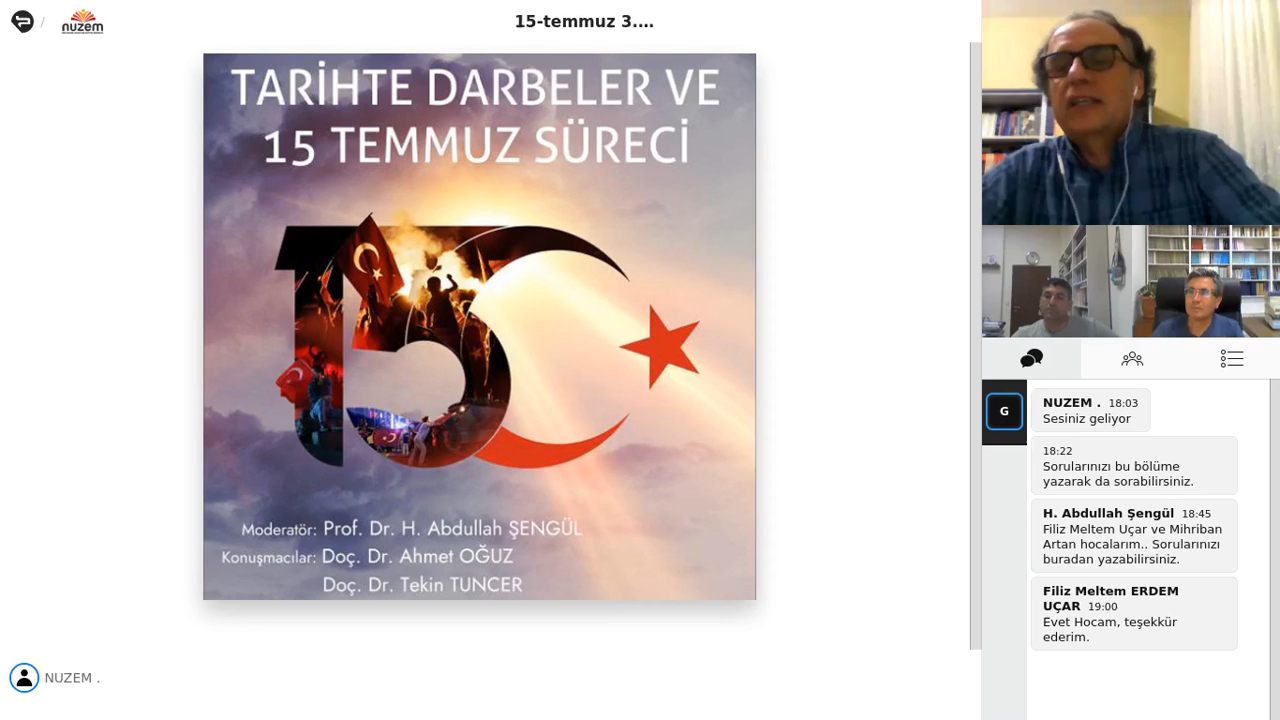 /
nuzem
15-temmuz 3....
TARİHTE DARBELER VE
15 TEMMUZ SÜRECİ
15
Moderatör: Prof. Dr. H. Abdullah ŞENGÜL
Konuşmacılar: Doç. Dr. Ahmet OĞUZ
Doç. Dr. Tekin TUNCER
NUZEM .
G
NUZEM . 18:03
Sesiniz geliyor
18:22
Sorularınızı bu bölüme
yazarak da sorabilirsiniz.
H. Abdullah Şengül 18:45
Filiz Meltem Uçar ve Mihriban
Artan hocalarım.. Sorularınızı
buradan yazabilirsiniz.
Filiz Meltem ERDEM
UÇAR 19:00
Evet Hocam, teşekkür
ederim.